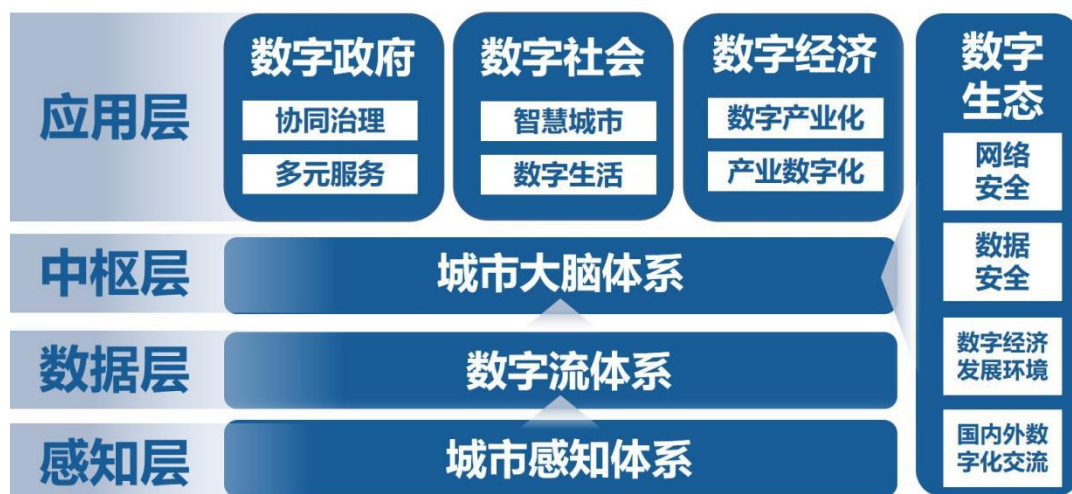 应用层
数字政府
协同治理
多元服务
数字社会
智慧城市
数字生活
数字经济
数字产业化
产业数字化
中枢层
城市大脑体系
数据层
数字流体系
感知层
城市感知体系
数字
生态
网络
安全
数据
安全
数字经济
发展环境
国内外数
字化交流